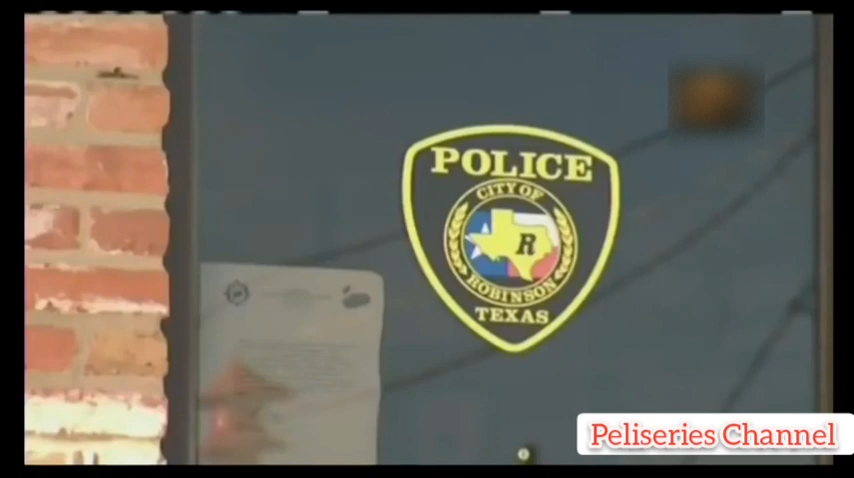 POLICE
CITY OF
R
ROBINSON
TEXAS
Peliseries Channel